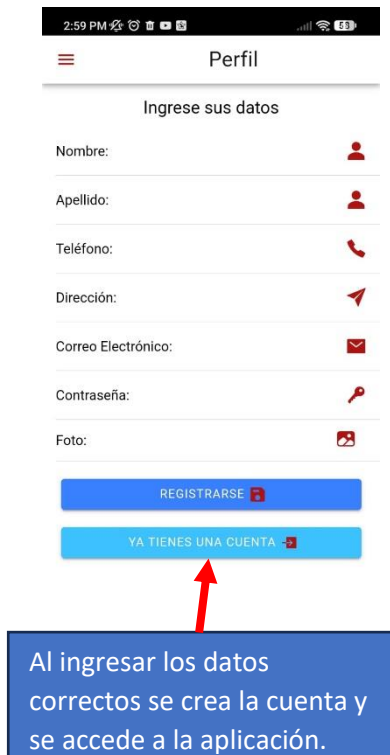 2:59 PM 53
Perfil
Ingrese sus datos
Nombre:
Apellido:
Teléfono:
Dirección:
Correo Electrónico:
Contraseña:
Foto:
REGISTRARSE
YA TIENES UNA CUENTA
Al ingresar los datos
correctos se crea la cuenta y
se accede a la aplicación.